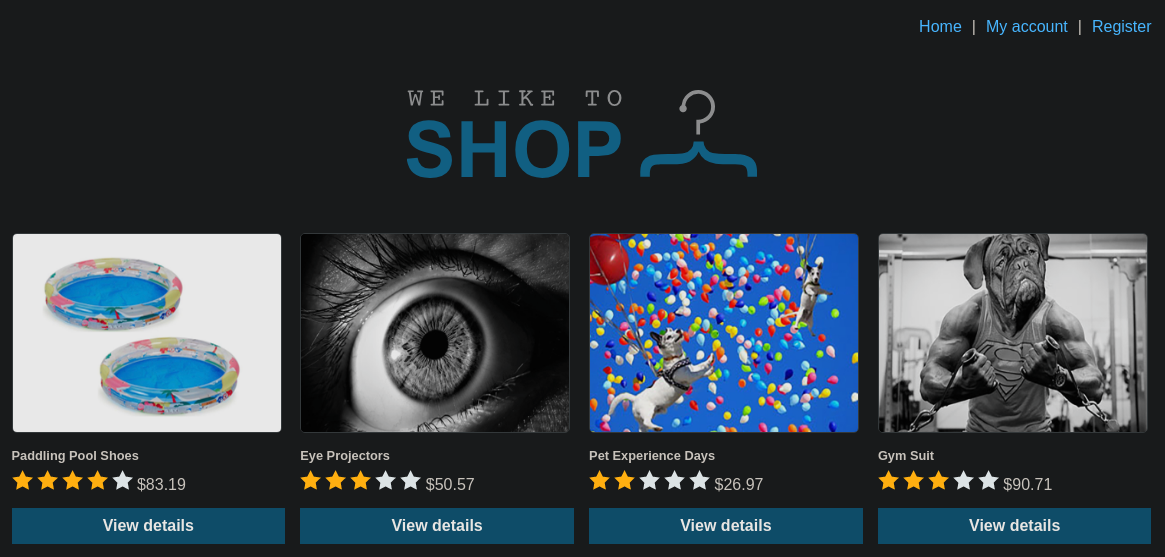 Home | My account | Register
WE LIKE TO
SHOP
Paddling Pool Shoes
$83.19
View details
Eye Projectors
$50.57
View details
Pet Experience Days
$26.97
View details
Gym Suit
$90.71
View details